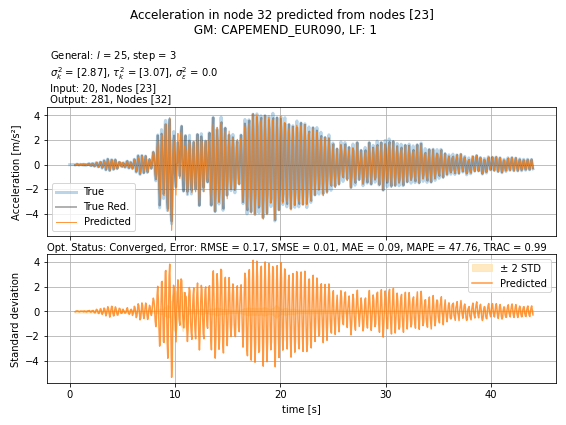 Acceleration in node 32 predicted from nodes [23]
GM: CAPEMEND_EUR090, LF: 1
General: l = 25, step = 3
σ²ₖ = [2.87], τ²ₖ = [3.07], σ²ε = 0.0
Input: 20, Nodes [23]
Output: 281, Nodes [32]
Acceleration [m/s²]
4
2
0
−2
−4
True
True Red.
Predicted
Opt. Status: Converged, Error: RMSE = 0.17, SMSE = 0.01, MAE = 0.09, MAPE = 47.76, TRAC = 0.99
Standard deviation
4
2
0
−2
−4
± 2 STD
Predicted
0
10
20
30
40
time [s]